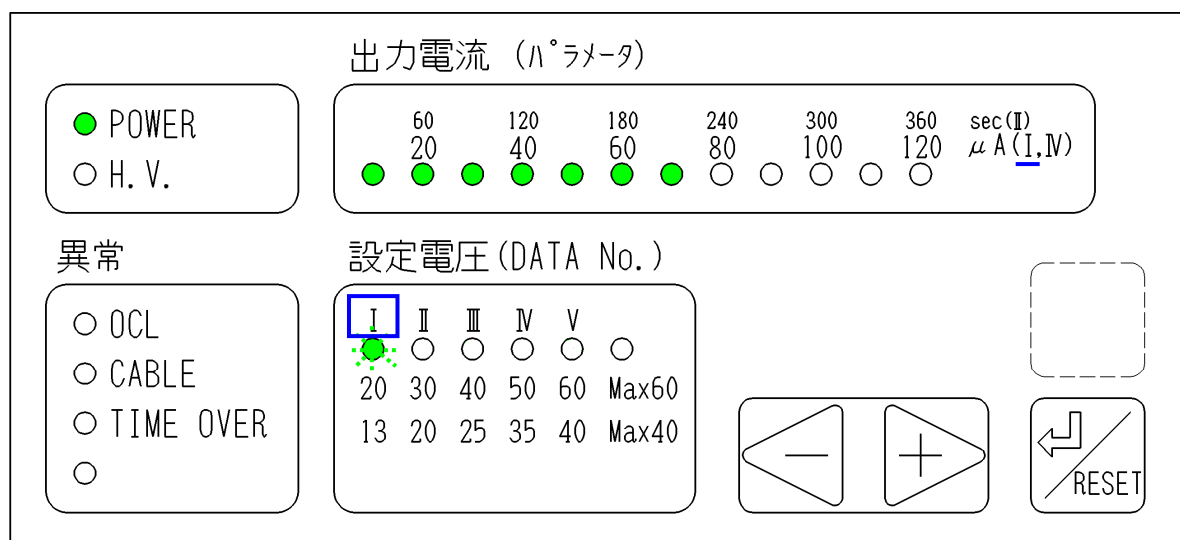 出力電流 (ﾊﾟﾗﾒｰﾀ)
POWER
H.V.
60 120 180 240 300 360 sec(Ⅱ)
20 40 60 80 100 120 μA(Ⅰ,Ⅳ)
異常
OCL
CABLE
TIME OVER
設定電圧(DATA No.)
Ⅰ Ⅱ Ⅲ Ⅳ Ⅴ
20 30 40 50 60 Max60
13 20 25 35 40 Max40
−
+
RESET